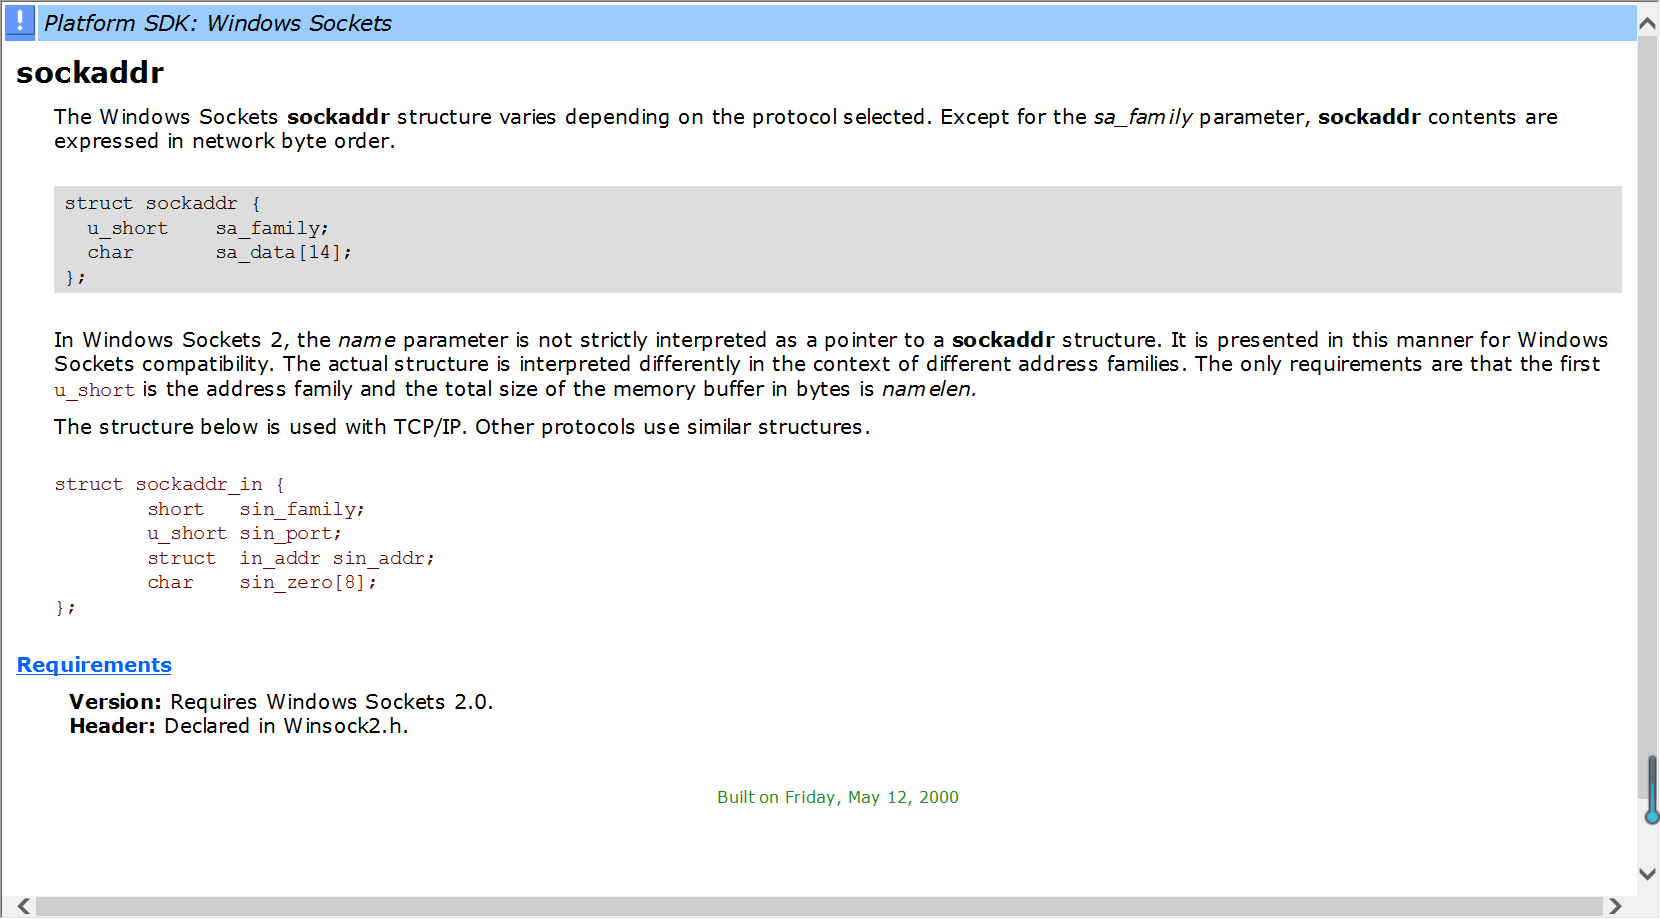 Platform SDK: Windows Sockets
sockaddr
The Windows Sockets sockaddr structure varies depending on the protocol selected. Except for the sa_family parameter, sockaddr contents are
expressed in network byte order.
struct sockaddr {
  u_short    sa_family;
  char       sa_data[14];
};
In Windows Sockets 2, the name parameter is not strictly interpreted as a pointer to a sockaddr structure. It is presented in this manner for Windows
Sockets compatibility. The actual structure is interpreted differently in the context of different address families. The only requirements are that the first
u_short is the address family and the total size of the memory buffer in bytes is namelen.
The structure below is used with TCP/IP. Other protocols use similar structures.
struct sockaddr_in {
        short   sin_family;
        u_short sin_port;
        struct  in_addr sin_addr;
        char    sin_zero[8];
};
Requirements
Version: Requires Windows Sockets 2.0.
Header: Declared in Winsock2.h.
Built on Friday, May 12, 2000